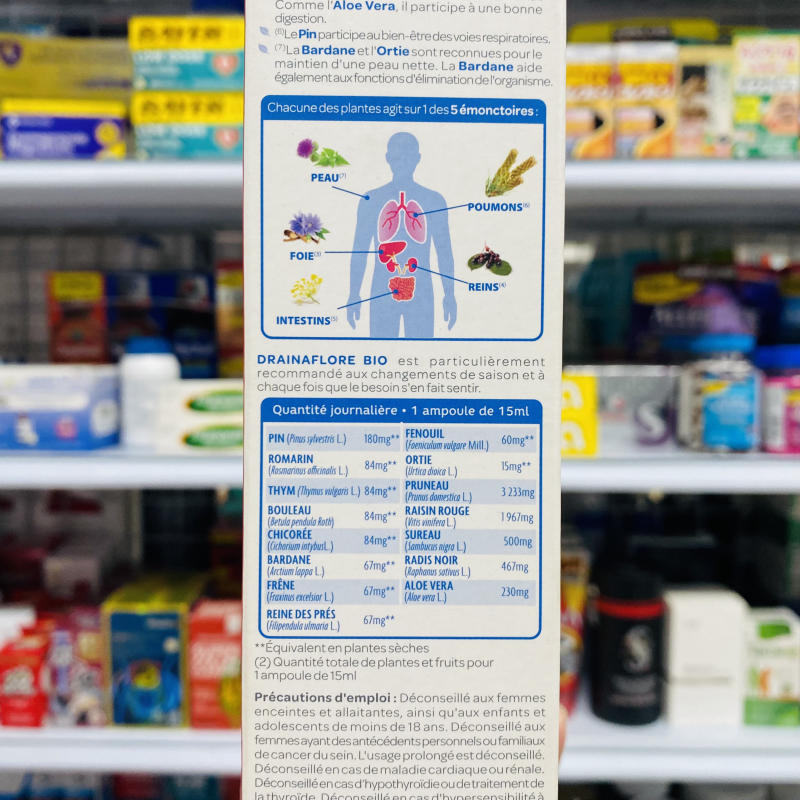 Comme l'Aloe Vera, il participe à une bonne
digestion.
(6)Le Pin participe au bien-être des voies respiratoires.
(7)La Bardane et l'Ortie sont reconnues pour le
maintien d'une peau nette. La Bardane aide
également aux fonctions d'élimination de l'organisme.
Chacune des plantes agit sur 1 des 5 émonctoires :
PEAU(7)
POUMONS(6)
FOIE(3)
REINS(4)
INTESTINS(5)
DRAINAFLORE BIO est particulièrement
recommandé aux changements de saison et à
chaque fois que le besoin s'en fait sentir.
Quantité journalière • 1 ampoule de 15ml
PIN (Pinus sylvestris L.) 180mg**
ROMARIN
(Rosmarinus officinalis L.) 84mg**
THYM (Thymus vulgaris L.) 84mg**
BOULEAU
(Betula pendula Roth) 84mg**
CHICORÉE
(Cichorium intybus L.) 84mg**
BARDANE
(Arctium lappa L.) 67mg**
FRÊNE
(Fraxinus excelsior L.) 67mg**
REINE DES PRÉS
(Filipendula ulmaria L.) 67mg**
FENOUIL
(Foeniculum vulgare Mill.) 60mg**
ORTIE
(Urtica dioica L.) 15mg**
PRUNEAU
(Prunus domestica L.) 3 233mg
RAISIN ROUGE
(Vitis vinifera L.) 1 967mg
SUREAU
(Sambucus nigra L.) 500mg
RADIS NOIR
(Raphanus sativus L.) 467mg
ALOE VERA
(Aloe vera L.) 230mg
**Équivalent en plantes sèches
(2) Quantité totale de plantes et fruits pour
1 ampoule de 15ml
Précautions d'emploi : Déconseillé aux femmes
enceintes et allaitantes, ainsi qu'aux enfants et
adolescents de moins de 18 ans. Déconseillé aux
femmes ayant des antécédents personnels ou familiaux
de cancer du sein. L'usage prolongé est déconseillé.
Déconseillé en cas de maladie cardiaque ou rénale.
Déconseillé en cas d'hypothyroïdie ou de traitement de
la thyroïde. Déconseillé en cas d'hypersensibilité à